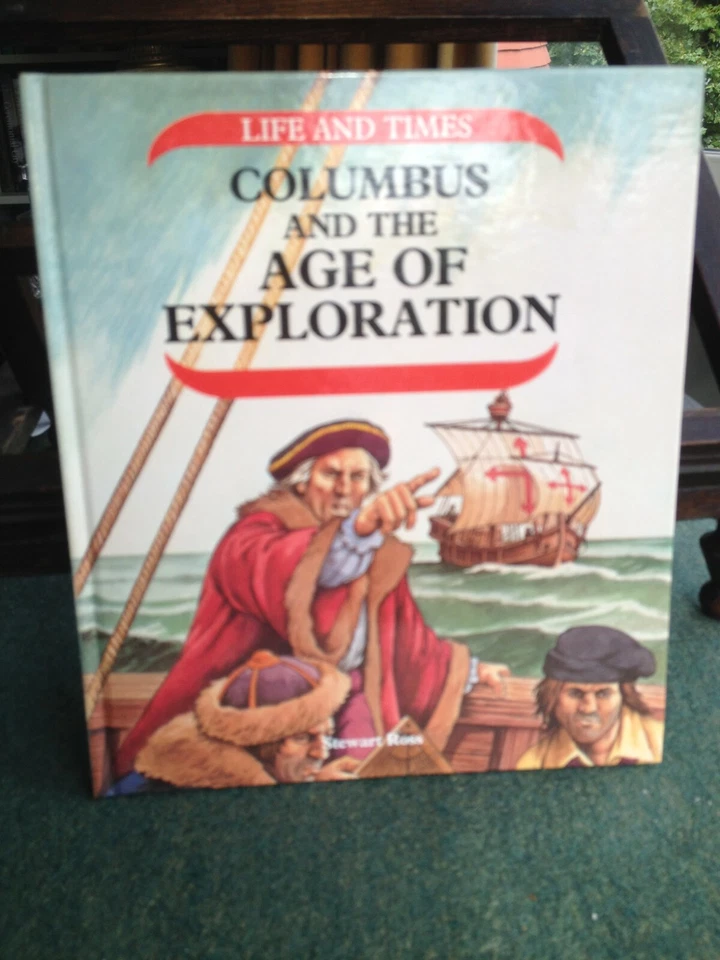 LIFE AND TIMES
COLUMBUS
AND THE
AGE OF
EXPLORATION
Stewart Ross